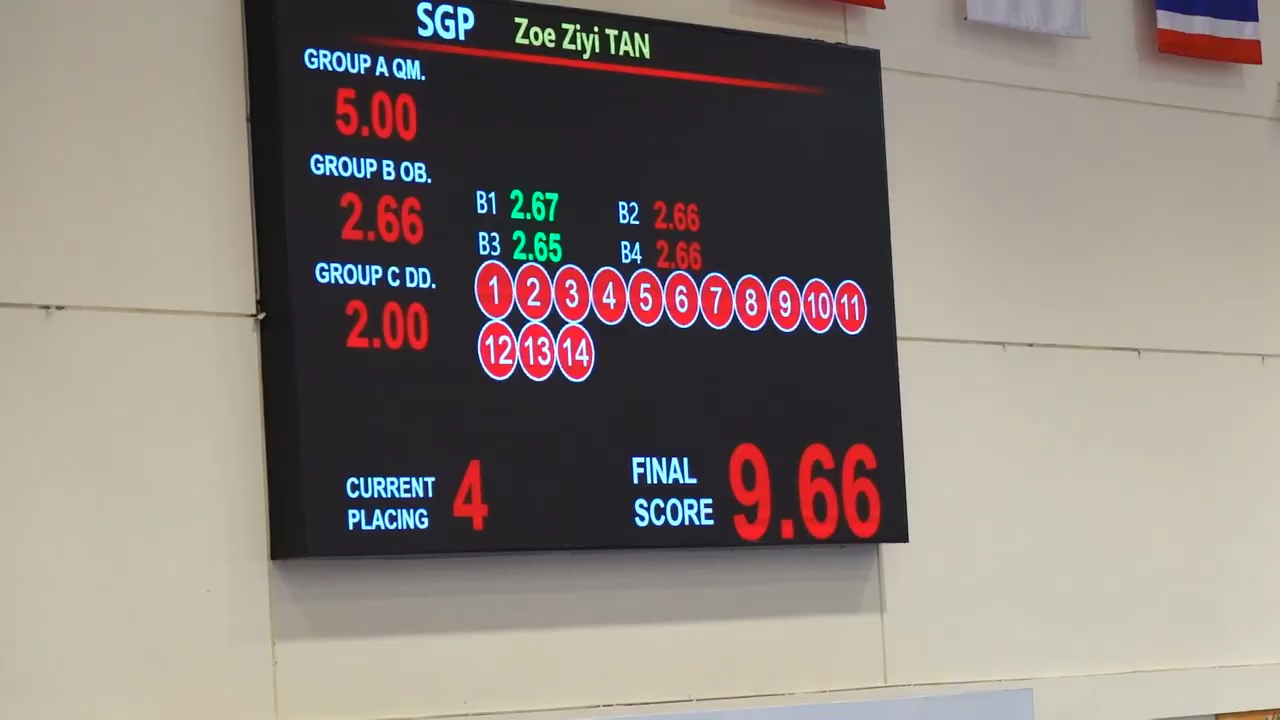 SGP Zoe Ziyi TAN
GROUP A QM.
5.00
GROUP B OB.
2.66
B1 2.67 B2 2.66
B3 2.65 B4 2.66
GROUP C DD.
2.00
1 2 3 4 5 6 7 8 9 10 11
12 13 14
CURRENT PLACING 4
FINAL SCORE 9.66